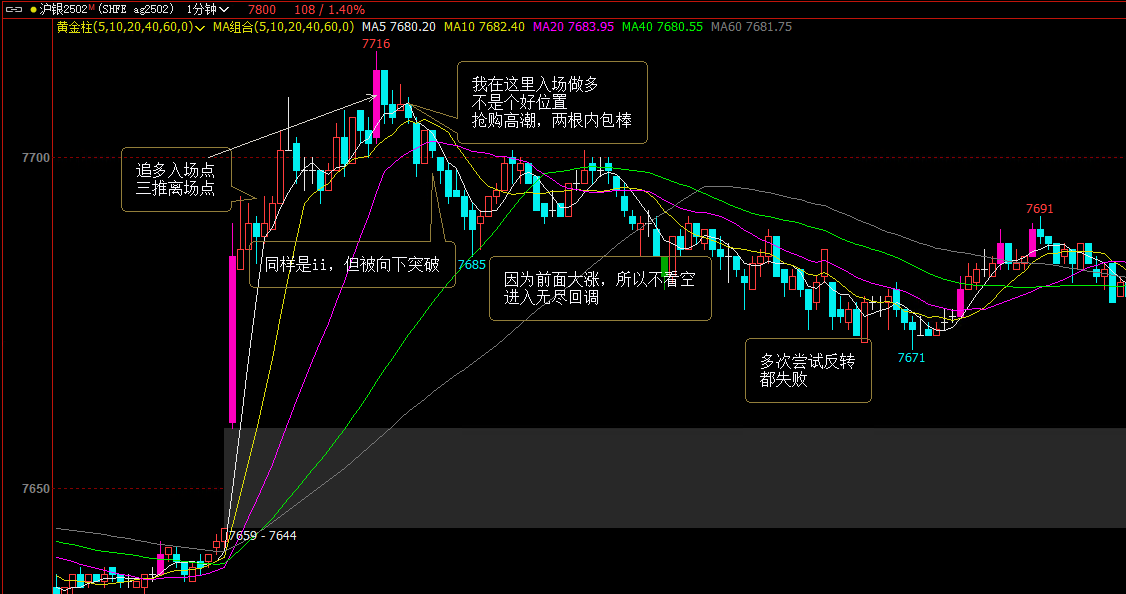 沪银2502M (SHFE ag2502) 1分钟 7800 108 / 1.40%
黄金柱(5,10,20,40,60,0) MA组合(5,10,20,40,60,0) MA5 7680.20 MA10 7682.40 MA20 7683.95 MA40 7680.55 MA60 7681.75
7716
我在这里入场做多
不是个好位置
抢购高潮，两根内包棒
7700
追多入场点
三推离场点
7691
同样是ii，但被向下突破
7685
因为前面大涨，所以不看空
进入无尽回调
多次尝试反转
都失败
7671
7650
7659 - 7644